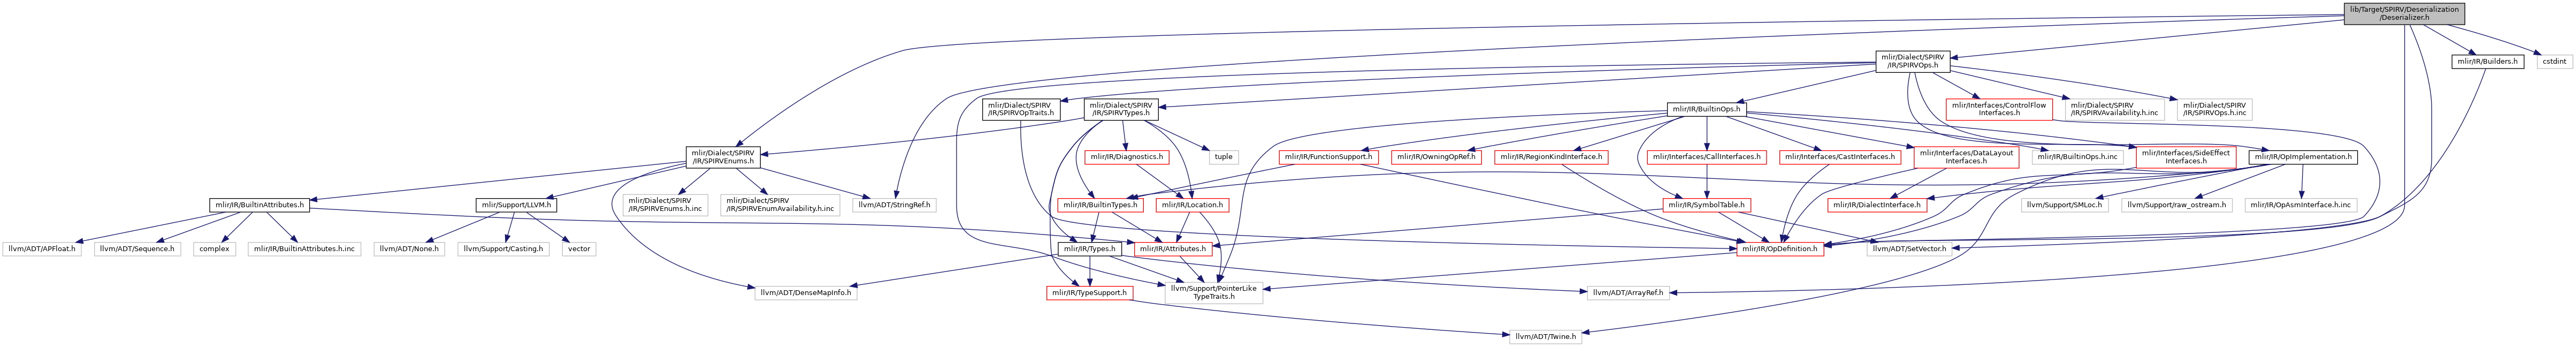 lib/Target/SPIRV/Deserialization
/Deserializer.h
mlir/Dialect/SPIRV
/IR/SPIRVOps.h
mlir/IR/Builders.h
cstdint
mlir/Dialect/SPIRV
/IR/SPIRVOpTraits.h
mlir/Dialect/SPIRV
/IR/SPIRVTypes.h
mlir/IR/BuiltinOps.h
mlir/Interfaces/ControlFlow
Interfaces.h
mlir/Dialect/SPIRV
/IR/SPIRVAvailability.h.inc
mlir/Dialect/SPIRV
/IR/SPIRVOps.h.inc
mlir/Dialect/SPIRV
/IR/SPIRVEnums.h
mlir/IR/Diagnostics.h
tuple
mlir/IR/FunctionSupport.h
mlir/IR/OwningOpRef.h
mlir/IR/RegionKindInterface.h
mlir/Interfaces/CallInterfaces.h
mlir/Interfaces/CastInterfaces.h
mlir/Interfaces/DataLayout
Interfaces.h
mlir/IR/BuiltinOps.h.inc
mlir/Interfaces/SideEffect
Interfaces.h
mlir/IR/OpImplementation.h
mlir/IR/BuiltinAttributes.h
mlir/Support/LLVM.h
mlir/Dialect/SPIRV
/IR/SPIRVEnums.h.inc
mlir/Dialect/SPIRV
/IR/SPIRVEnumAvailability.h.inc
llvm/ADT/StringRef.h
mlir/IR/BuiltinTypes.h
mlir/IR/Location.h
mlir/IR/SymbolTable.h
mlir/IR/DialectInterface.h
llvm/Support/SMLoc.h
llvm/Support/raw_ostream.h
mlir/IR/OpAsmInterface.h.inc
llvm/ADT/APFloat.h
llvm/ADT/Sequence.h
complex
mlir/IR/BuiltinAttributes.h.inc
llvm/ADT/None.h
llvm/Support/Casting.h
vector
mlir/IR/Types.h
mlir/IR/Attributes.h
mlir/IR/OpDefinition.h
llvm/ADT/SetVector.h
llvm/ADT/DenseMapInfo.h
mlir/IR/TypeSupport.h
llvm/Support/PointerLike
TypeTraits.h
llvm/ADT/ArrayRef.h
llvm/ADT/Twine.h